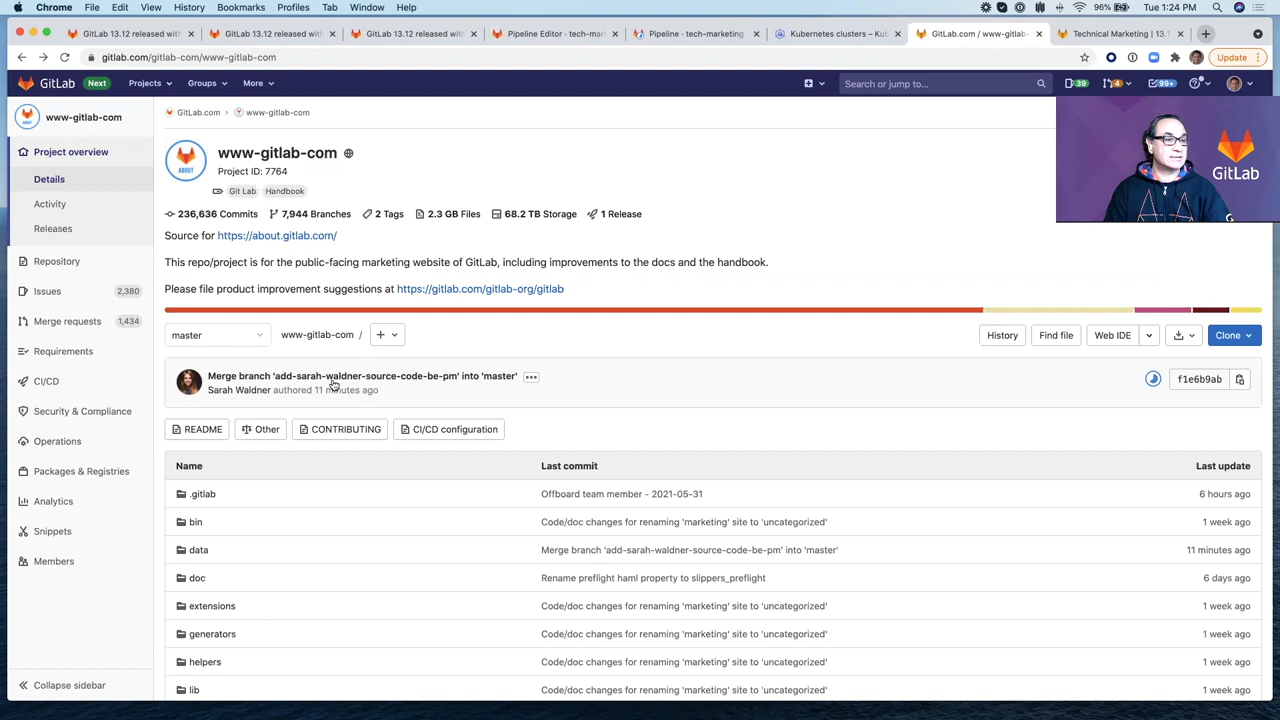 Chrome File Edit View History Bookmarks Profiles Tab Window Help 96% Tue 1:24 PM
GitLab 13.12 released with GitLab 13.12 released with GitLab 13.12 released with Pipeline Editor · tech-mar Pipeline · tech-marketing Kubernetes clusters – Kub GitLab.com / www-gitlab- Technical Marketing | 13.1
gitlab.com/gitlab-com/www-gitlab-com Update
GitLab Next Projects Groups More Search or jump to... 39 4 99+
www-gitlab-com
Project overview
Details
Activity
Releases
Repository
Issues 2,380
Merge requests 1,434
Requirements
CI/CD
Security & Compliance
Operations
Packages & Registries
Analytics
Snippets
Members
Collapse sidebar
GitLab.com › www-gitlab-com
ABOUT
www-gitlab-com
Project ID: 7764
Git Lab Handbook
236,636 Commits 7,944 Branches 2 Tags 2.3 GB Files 68.2 TB Storage 1 Release
Source for https://about.gitlab.com/
This repo/project is for the public-facing marketing website of GitLab, including improvements to the docs and the handbook.
Please file product improvement suggestions at https://gitlab.com/gitlab-org/gitlab
master www-gitlab-com / + History Find file Web IDE Clone
Merge branch 'add-sarah-waldner-source-code-be-pm' into 'master' ...
Sarah Waldner authored 11 minutes ago
f1e6b9ab
README Other CONTRIBUTING CI/CD configuration
Name Last commit Last update
.gitlab Offboard team member - 2021-05-31 6 hours ago
bin Code/doc changes for renaming 'marketing' site to 'uncategorized' 1 week ago
data Merge branch 'add-sarah-waldner-source-code-be-pm' into 'master' 11 minutes ago
doc Rename preflight haml property to slippers_preflight 6 days ago
extensions Code/doc changes for renaming 'marketing' site to 'uncategorized' 1 week ago
generators Code/doc changes for renaming 'marketing' site to 'uncategorized' 1 week ago
helpers Code/doc changes for renaming 'marketing' site to 'uncategorized' 1 week ago
lib Code/doc changes for renaming 'marketing' site to 'uncategorized' 1 week ago
GitLab